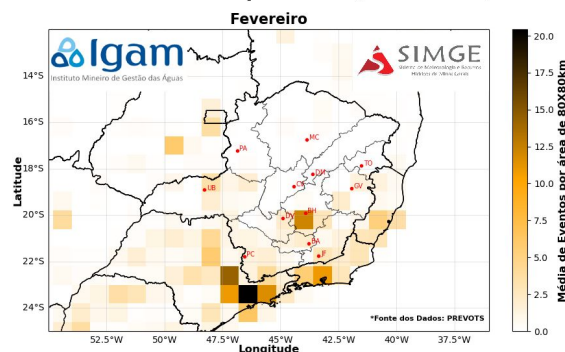 Fevereiro
Igam
Instituto Mineiro de Gestão das Águas
SIMGE
14°S
16°S
18°S
20°S
22°S
24°S
Latitude
MC
PA
TO
DM
UB
GV
BH
DV
BA
PC
JF
*Fonte dos Dados: PREVOTS
52.5°W
50°W
47.5°W
45°W
42.5°W
40°W
37.5°W
Longitude
20.0
17.5
15.0
12.5
10.0
7.5
5.0
2.5
0.0
Média de Eventos por área de 80X80km